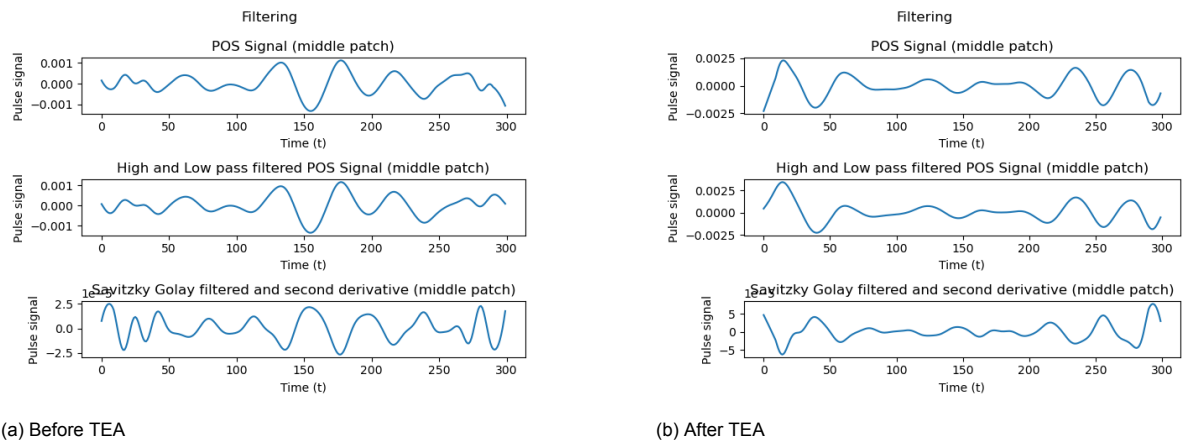 Filtering
POS Signal (middle patch)
Pulse signal
0.001
0.000
−0.001
0 50 100 150 200 250 300
Time (t)
High and Low pass filtered POS Signal (middle patch)
Pulse signal
0.001
0.000
−0.001
0 50 100 150 200 250 300
Time (t)
Savitzky Golay filtered and second derivative (middle patch)
1e−5
Pulse signal
2.5
0.0
−2.5
0 50 100 150 200 250 300
Time (t)
(a) Before TEA
Filtering
POS Signal (middle patch)
Pulse signal
0.0025
0.0000
−0.0025
0 50 100 150 200 250 300
Time (t)
High and Low pass filtered POS Signal (middle patch)
Pulse signal
0.0025
0.0000
−0.0025
0 50 100 150 200 250 300
Time (t)
Savitzky Golay filtered and second derivative (middle patch)
1e−5
Pulse signal
5
0
−5
0 50 100 150 200 250 300
Time (t)
(b) After TEA